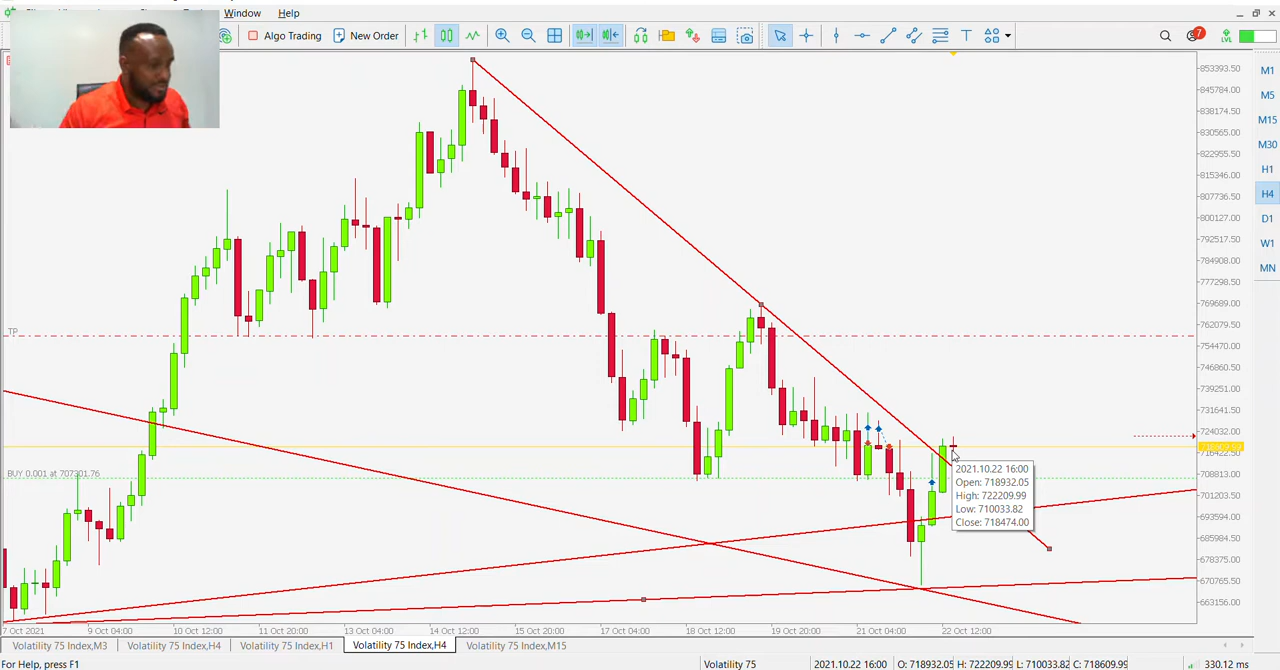 Window Help
Algo Trading New Order
7
LVL
M1
M5
M15
M30
H1
H4
D1
W1
MN
853393.50
845784.00
838174.50
830565.00
822955.50
815346.00
807736.50
800127.00
792517.50
784908.00
777298.50
769689.00
762079.50
754470.00
746860.50
739251.00
731641.50
724032.00
716422.50
708813.00
701203.50
693594.00
685984.50
678375.00
670765.50
663156.00
TP
BUY 0.001 at 707301.76
2021.10.22 16:00
Open: 718932.05
High: 722209.99
Low: 710033.82
Close: 718474.00
7 Oct 2021 9 Oct 04:00 10 Oct 12:00 11 Oct 20:00 13 Oct 04:00 14 Oct 12:00 15 Oct 20:00 17 Oct 04:00 18 Oct 12:00 19 Oct 20:00 21 Oct 04:00 22 Oct 12:00
Volatility 75 Index,M3 Volatility 75 Index,H4 Volatility 75 Index,H1 Volatility 75 Index,H4 Volatility 75 Index,M15
For Help, press F1 Volatility 75 2021.10.22 16:00 O: 718932.05 H: 722209.99 L: 710033.82 C: 718609.99 330.12 ms